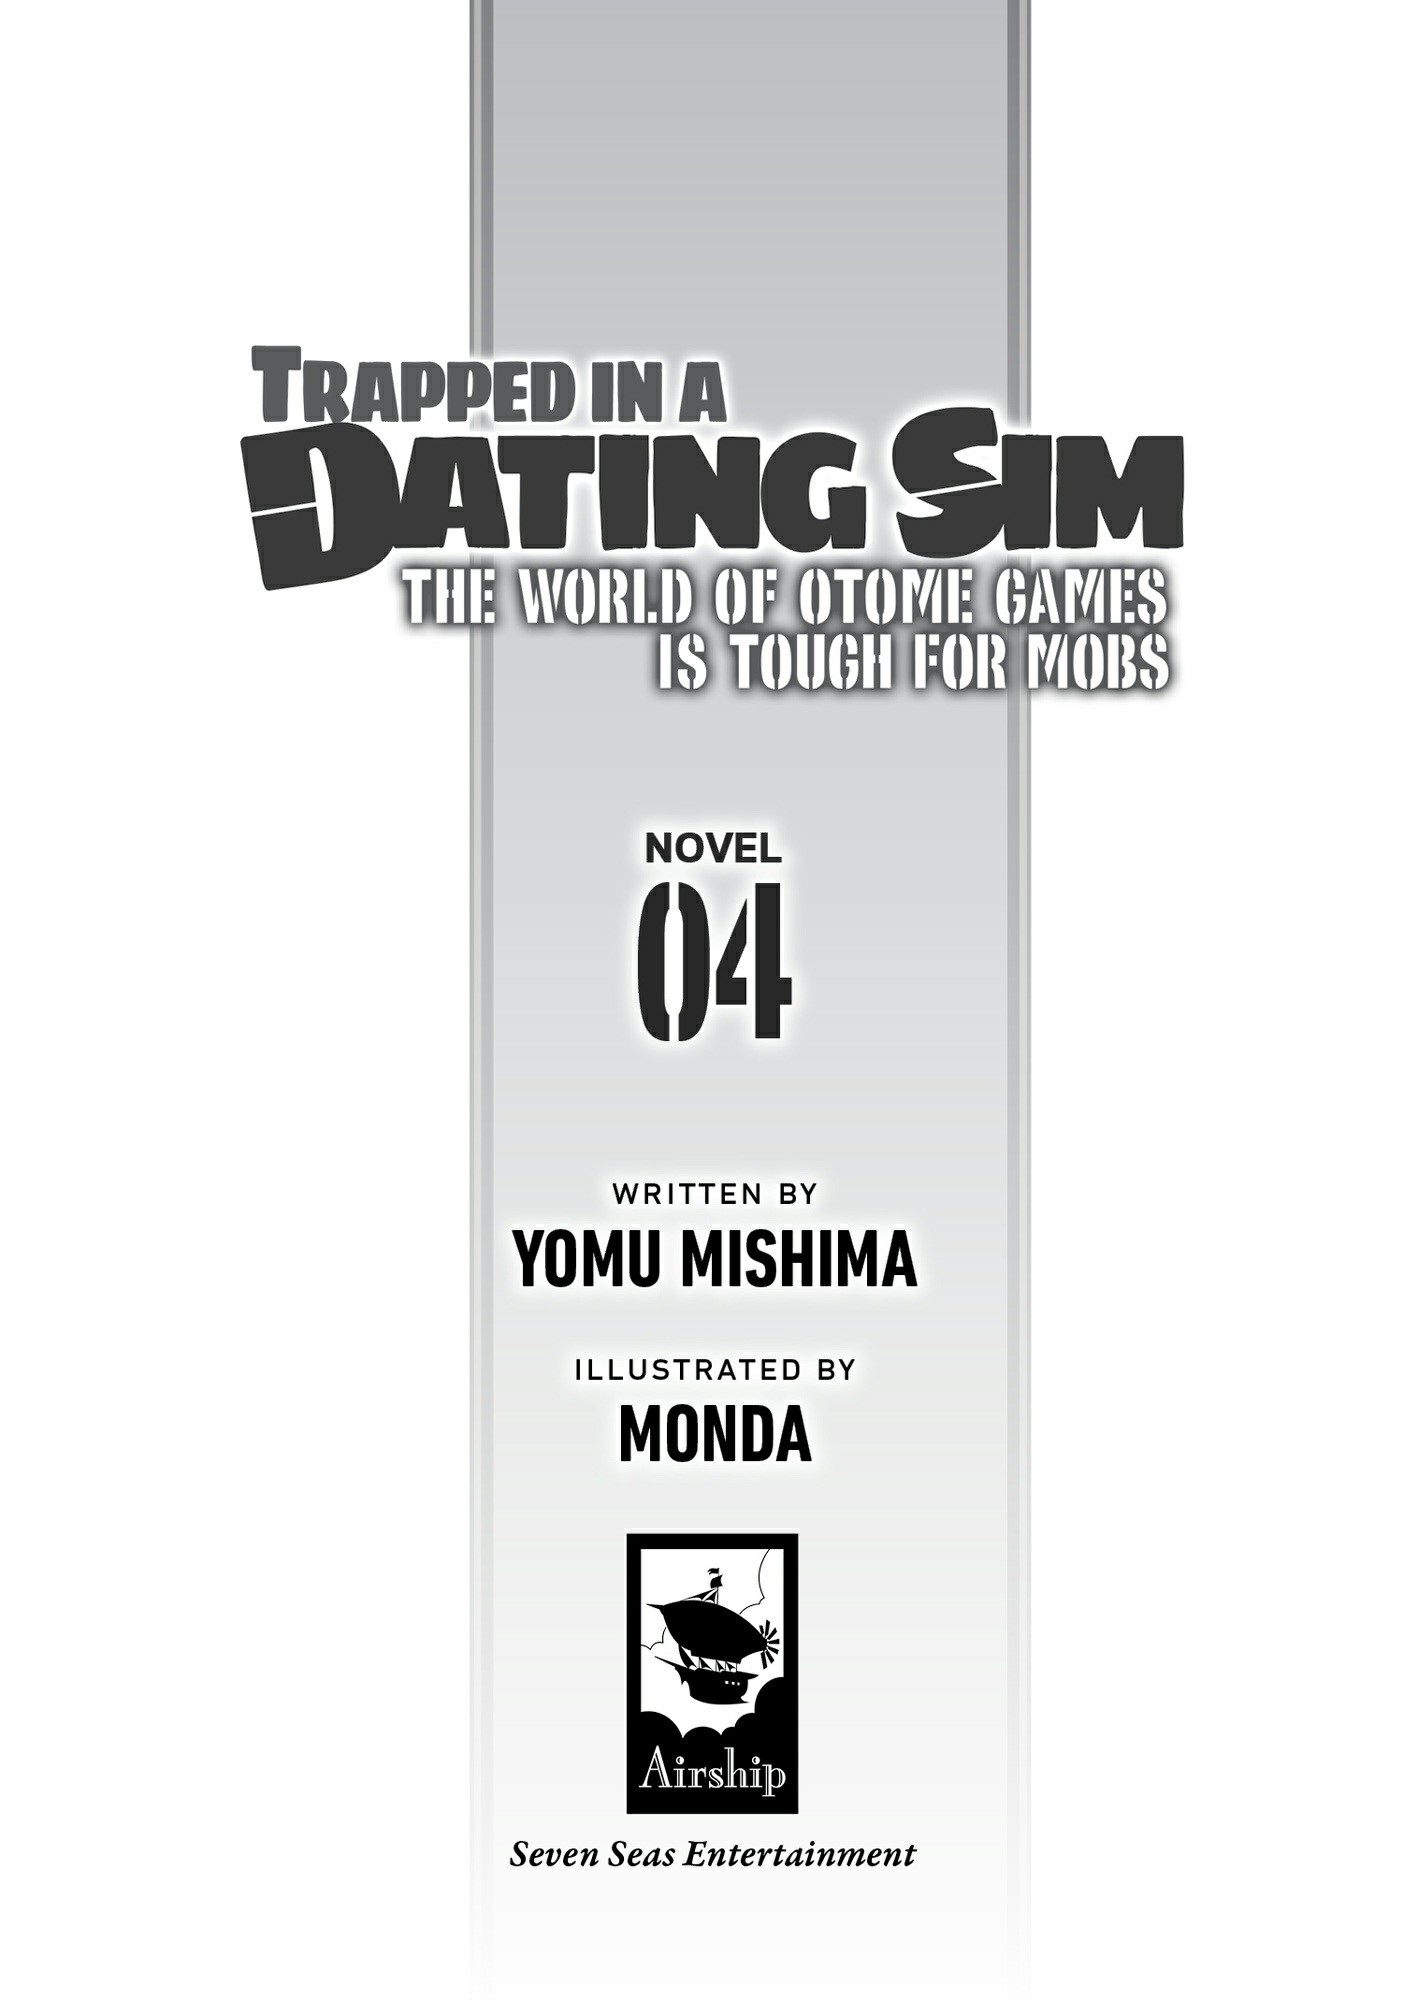 TRAPPED IN A
DATING SIM
THE WORLD OF OTOME GAMES
IS TOUGH FOR MOBS
NOVEL
04
WRITTEN BY
YOMU MISHIMA
ILLUSTRATED BY
MONDA
Airship
Seven Seas Entertainment